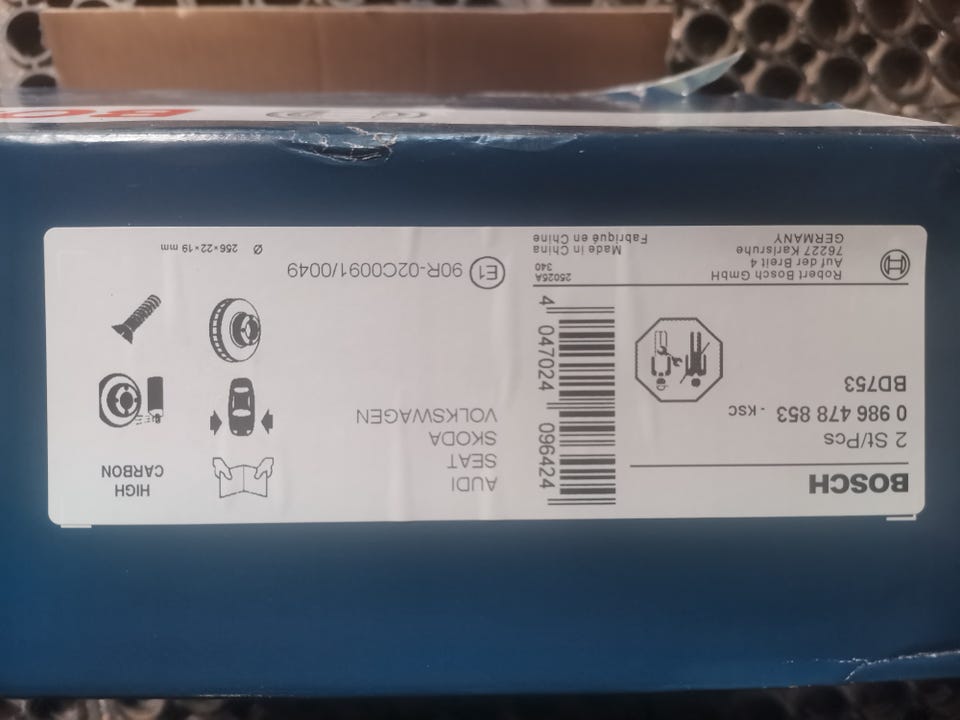 BOSCH
2 St/Pcs
0 986 478 853 - KSC
BD753
Robert Bosch GmbH
Auf der Breit 4
76227 Karlsruhe
GERMANY
4 047024 096424
25025A
340
Made in China
Fabriqué en Chine
AUDI
SEAT
SKODA
VOLKSWAGEN
E1 90R-02C0091/0049
HIGH
CARBON
Ø 256×22×19 mm